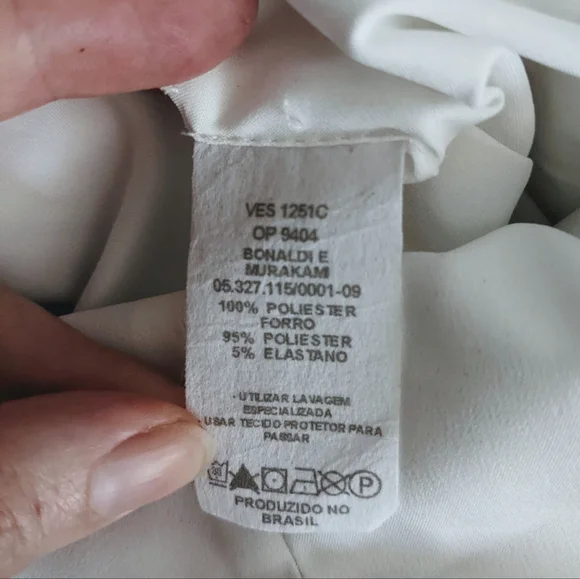 VES 1251C
OP 9404
BONALDI E
MURAKAMI
05.327.115/0001-09
100% POLIESTER
FORRO
95% POLIESTER
5% ELASTANO
- UTILIZAR LAVAGEM
ESPECIALIZADA
- USAR TECIDO PROTETOR PARA
PASSAR
30 P
PRODUZIDO NO
BRASIL